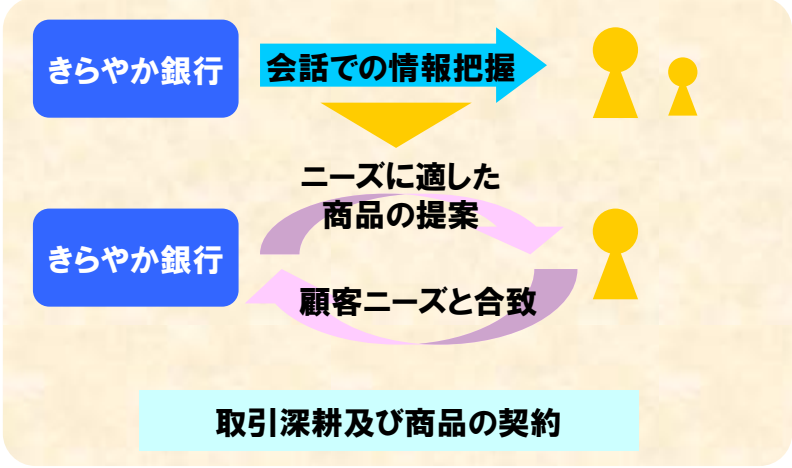 きらやか銀行
会話での情報把握
ニーズに適した
商品の提案
きらやか銀行
顧客ニーズと合致
取引深耕及び商品の契約